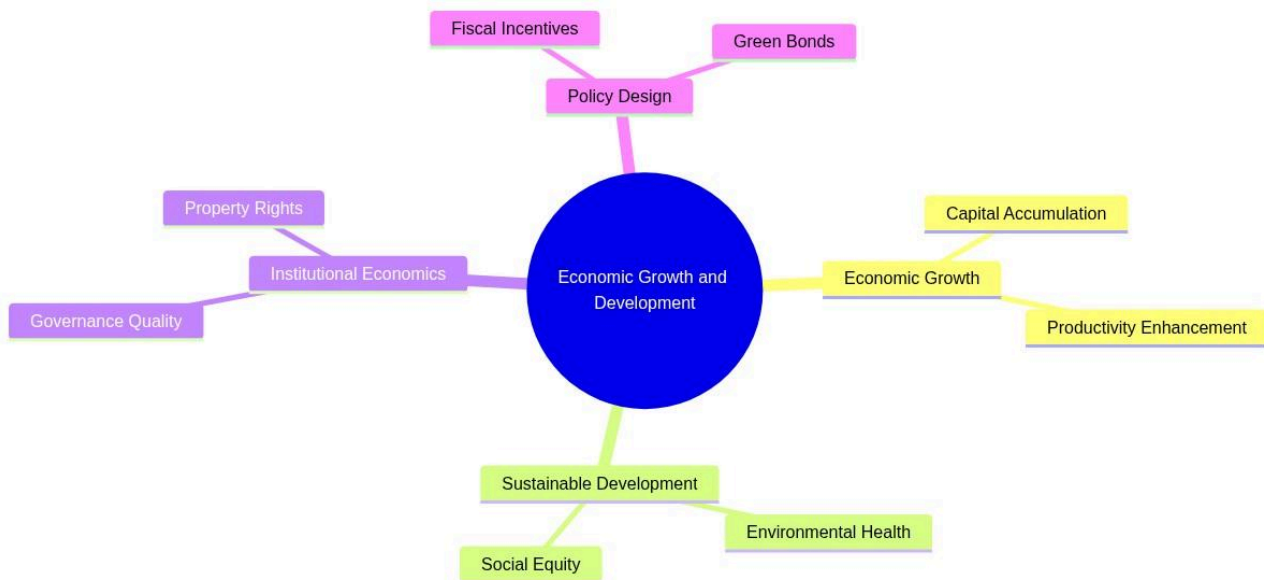 Fiscal Incentives
Green Bonds
Policy Design
Property Rights
Capital Accumulation
Institutional Economics
Economic Growth and
Development
Economic Growth
Governance Quality
Productivity Enhancement
Sustainable Development
Environmental Health
Social Equity